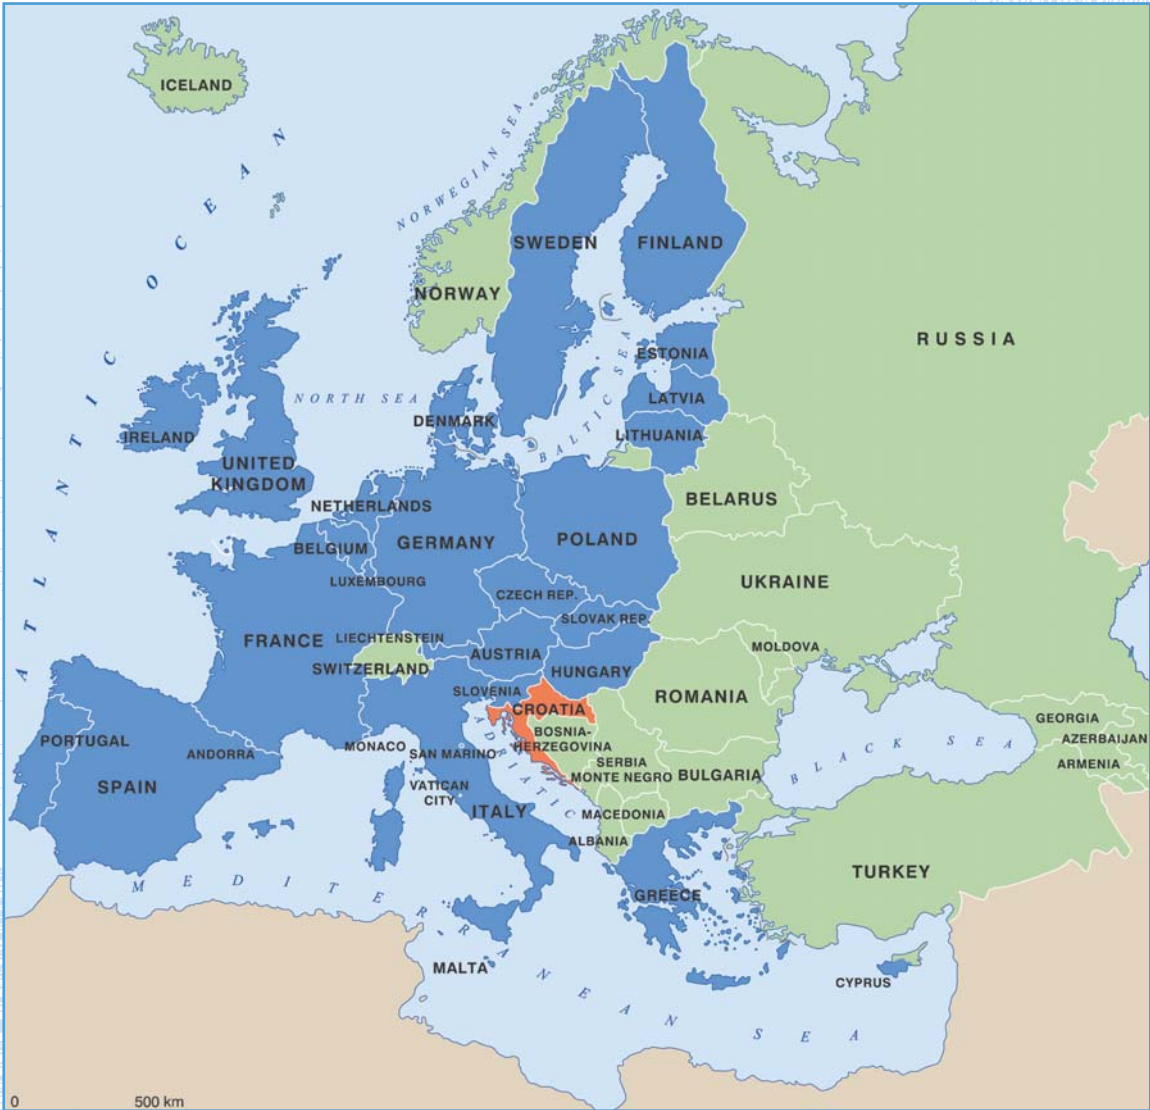 ICELAND
ATLANTIC OCEAN
NORWEGIAN SEA
SWEDEN
FINLAND
NORWAY
RUSSIA
ESTONIA
NORTH SEA
LATVIA
DENMARK
BALTIC SEA
LITHUANIA
IRELAND
UNITED
KINGDOM
BELARUS
NETHERLANDS
GERMANY
POLAND
BELGIUM
LUXEMBOURG
UKRAINE
CZECH REP.
SLOVAK REP.
FRANCE
LIECHTENSTEIN
MOLDOVA
AUSTRIA
SWITZERLAND
HUNGARY
SLOVENIA
ROMANIA
CROATIA
GEORGIA
BOSNIA-
HERZEGOVINA
PORTUGAL
AZERBAIJAN
MONACO
SAN MARINO
ANDORRA
BLACK SEA
SERBIA
ARMENIA
MONTE NEGRO
BULGARIA
ADRIATIC
SPAIN
VATICAN
CITY
ITALY
MACEDONIA
ALBANIA
TURKEY
MEDITERRANEAN SEA
GREECE
MALTA
CYPRUS
0 500 km